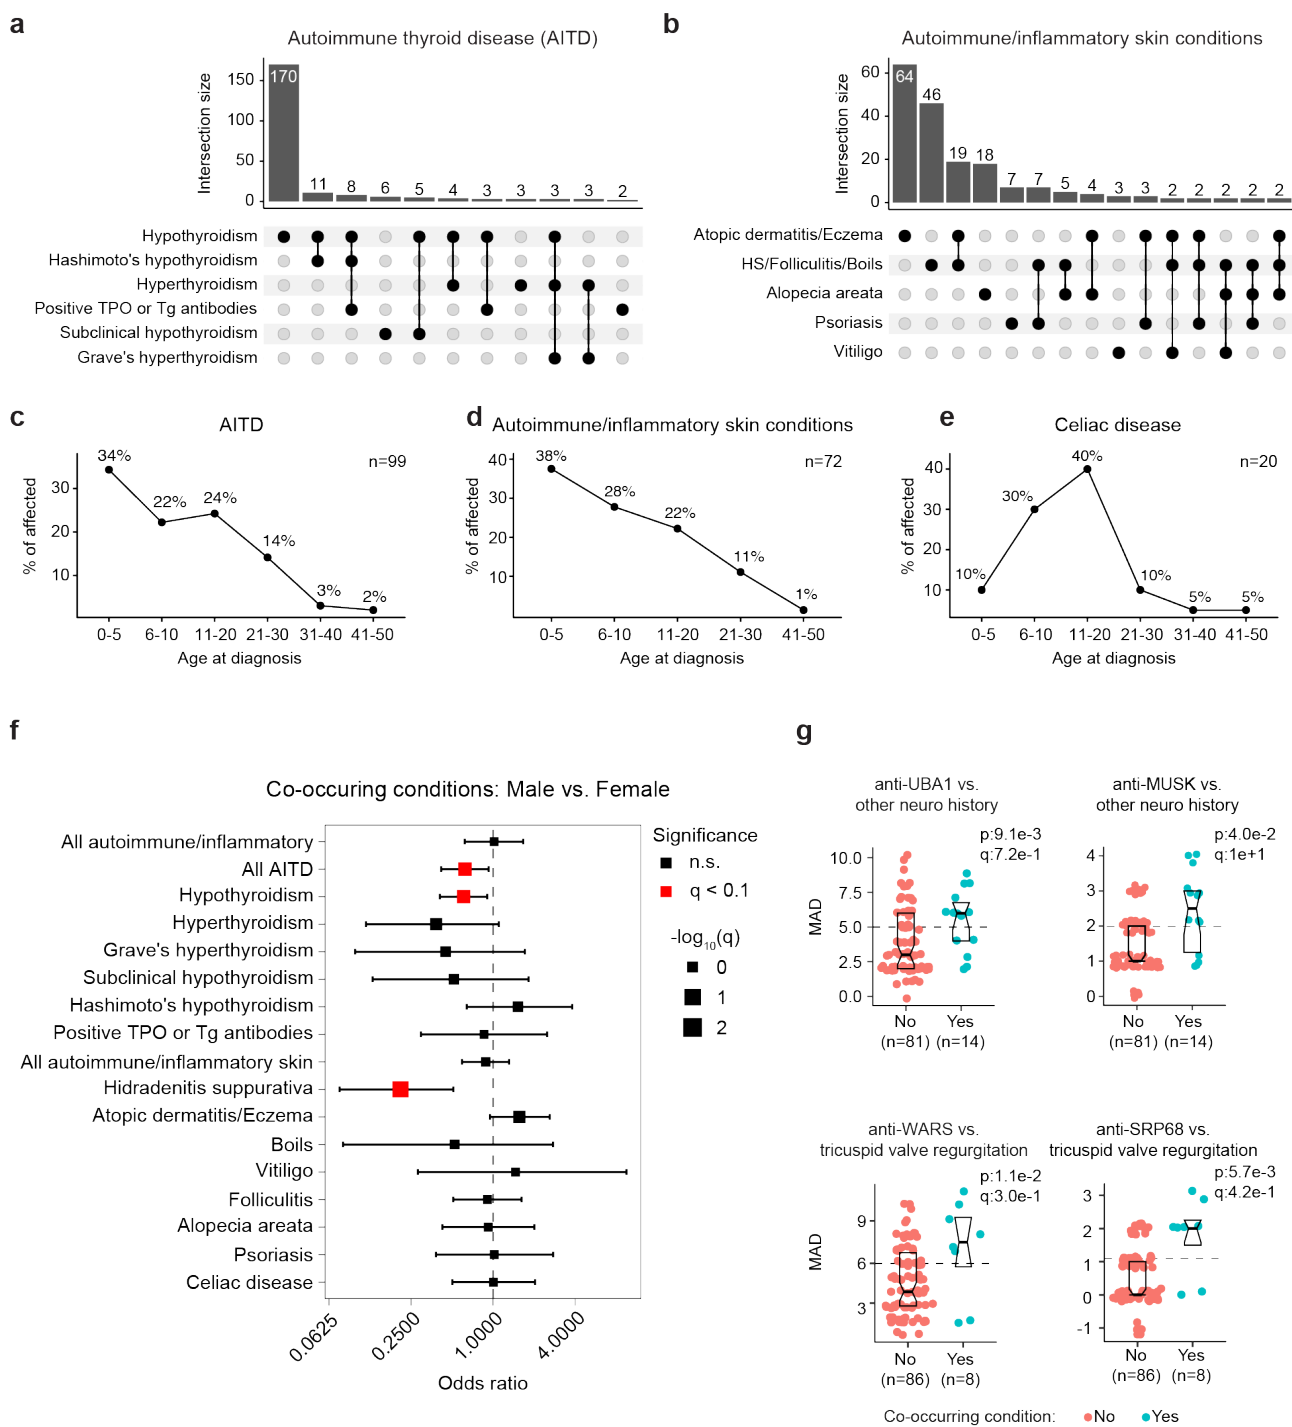 a
Autoimmune thyroid disease (AITD)
Intersection size
150
100
50
0
170
11
8
6
5
4
3
3
3
3
2
Hypothyroidism
Hashimoto's hypothyroidism
Hyperthyroidism
Positive TPO or Tg antibodies
Subclinical hypothyroidism
Grave's hyperthyroidism
b
Autoimmune/inflammatory skin conditions
Intersection size
60
40
20
0
64
46
19
18
7
7
5
4
3
3
2
2
2
2
2
Atopic dermatitis/Eczema
HS/Folliculitis/Boils
Alopecia areata
Psoriasis
Vitiligo
c
AITD
n=99
% of affected
30
20
10
34%
22%
24%
14%
3%
2%
0-5 6-10 11-20 21-30 31-40 41-50
Age at diagnosis
d
Autoimmune/inflammatory skin conditions
n=72
% of affected
40
30
20
10
38%
28%
22%
11%
1%
0-5 6-10 11-20 21-30 41-50
Age at diagnosis
e
Celiac disease
n=20
% of affected
40
30
20
10
10%
30%
40%
10%
5%
5%
0-5 6-10 11-20 21-30 31-40 41-50
Age at diagnosis
f
Co-occuring conditions: Male vs. Female
All autoimmune/inflammatory
All AITD
Hypothyroidism
Hyperthyroidism
Grave's hyperthyroidism
Subclinical hypothyroidism
Hashimoto's hypothyroidism
Positive TPO or Tg antibodies
All autoimmune/inflammatory skin
Hidradenitis suppurativa
Atopic dermatitis/Eczema
Boils
Vitiligo
Folliculitis
Alopecia areata
Psoriasis
Celiac disease
0.0625 0.2500 1.0000 4.0000
Odds ratio
Significance
n.s.
q < 0.1
-log10(q)
0
1
2
g
anti-UBA1 vs.
other neuro history
p:9.1e-3
q:7.2e-1
MAD
10.0
7.5
5.0
2.5
0.0
No Yes
(n=81) (n=14)
anti-MUSK vs.
other neuro history
p:4.0e-2
q:1e+1
4
3
2
1
0
No Yes
(n=81) (n=14)
anti-WARS vs.
tricuspid valve regurgitation
p:1.1e-2
q:3.0e-1
MAD
9
6
3
No Yes
(n=86) (n=8)
anti-SRP68 vs.
tricuspid valve regurgitation
p:5.7e-3
q:4.2e-1
3
2
1
0
-1
No Yes
(n=86) (n=8)
Co-occurring condition: No Yes